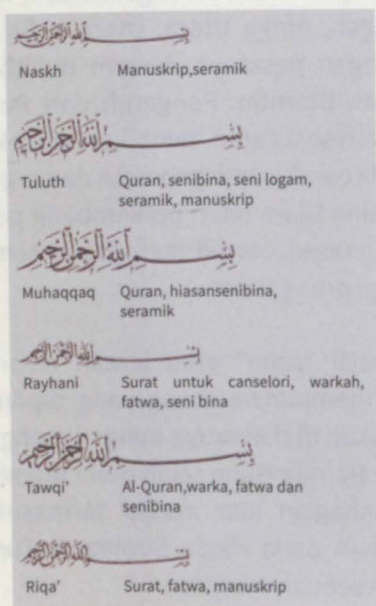 بسم الله الرحمن الرحيم
Naskh Manuskrip,seramik
بسم الله الرحمن الرحيم
Tuluth Quran, senibina, seni logam,
seramik, manuskrip
بسم الله الرحمن الرحيم
Muhaqqaq Quran, hiasansenibina,
seramik
بسم الله الرحمن الرحيم
Rayhani Surat untuk canselori, warkah,
fatwa, seni bina
بسم الله الرحمن الرحيم
Tawqi' Al-Quran,warka, fatwa dan
senibina
بسم الله الرحمن الرحيم
Riqa' Surat, fatwa, manuskrip